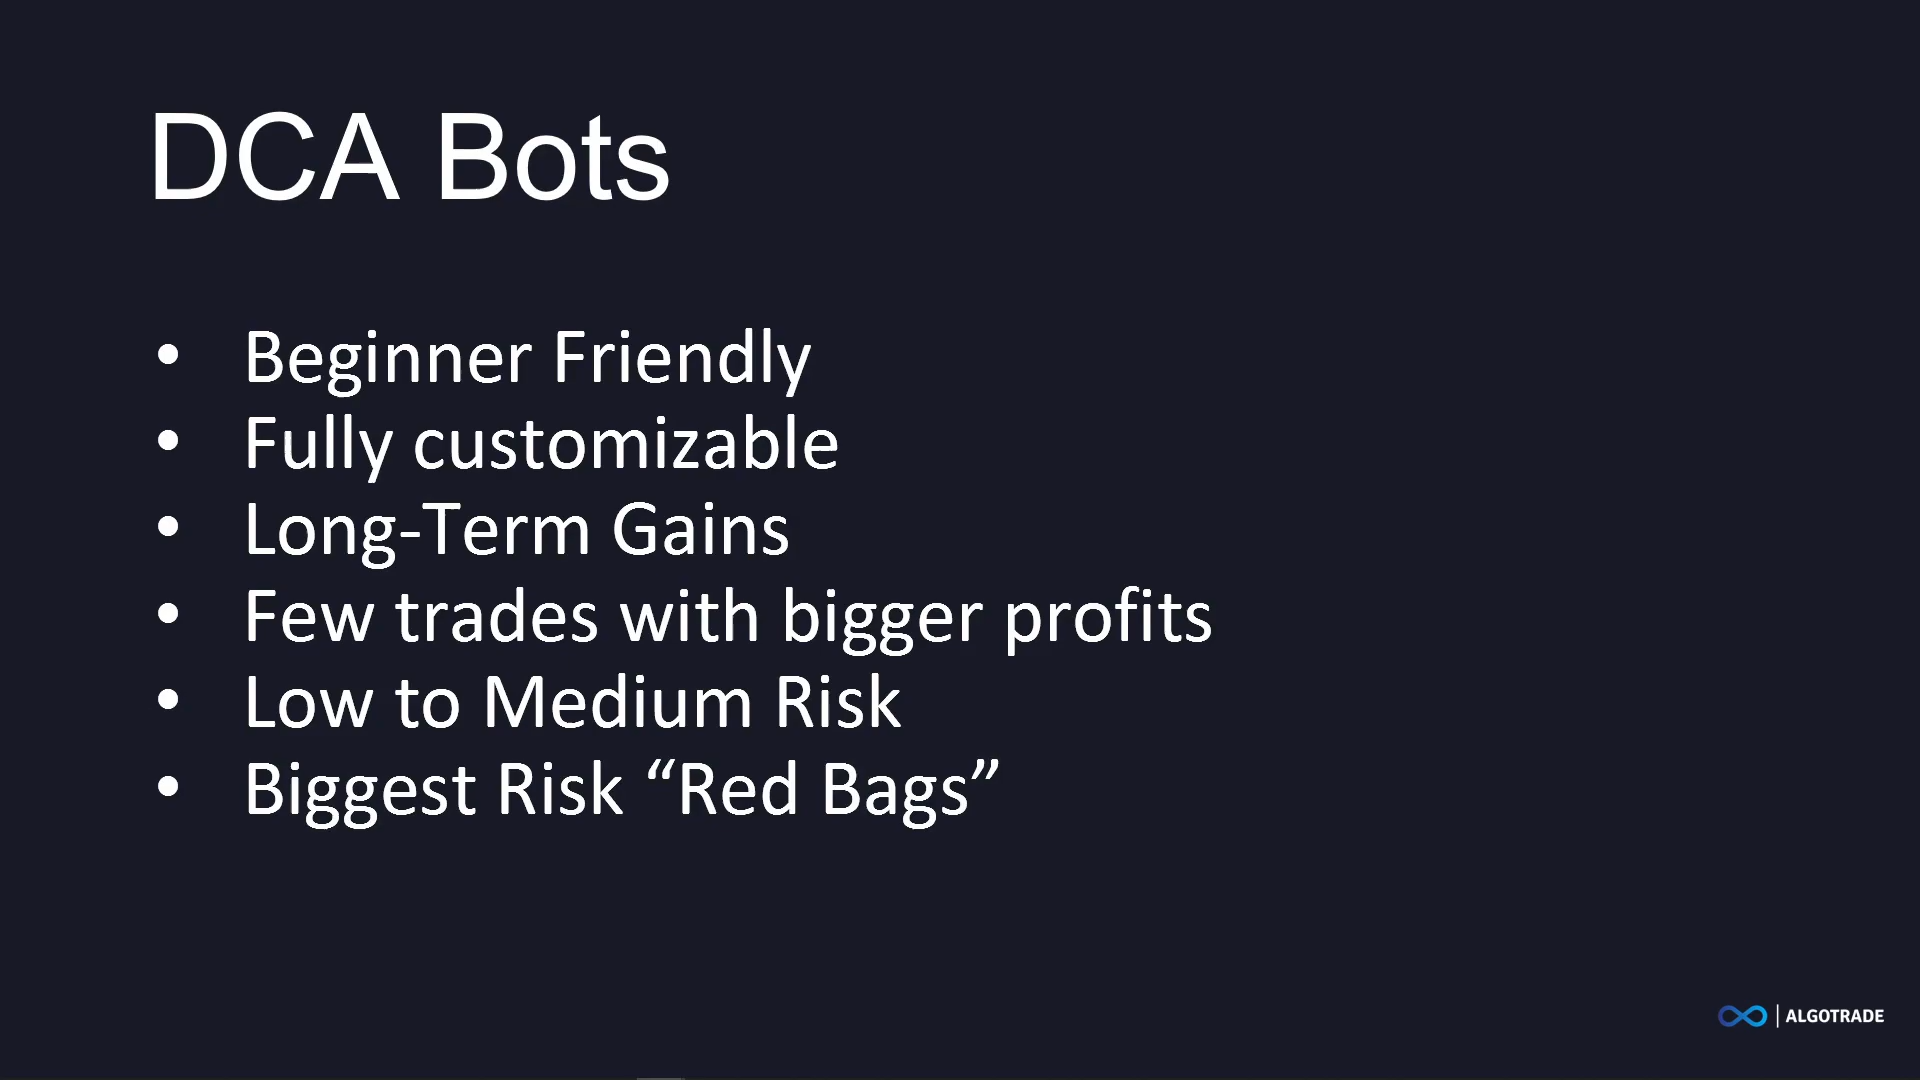 DCA Bots
• Beginner Friendly
• Fully customizable
• Long-Term Gains
• Few trades with bigger profits
• Low to Medium Risk
• Biggest Risk “Red Bags”
ALGOTRADE